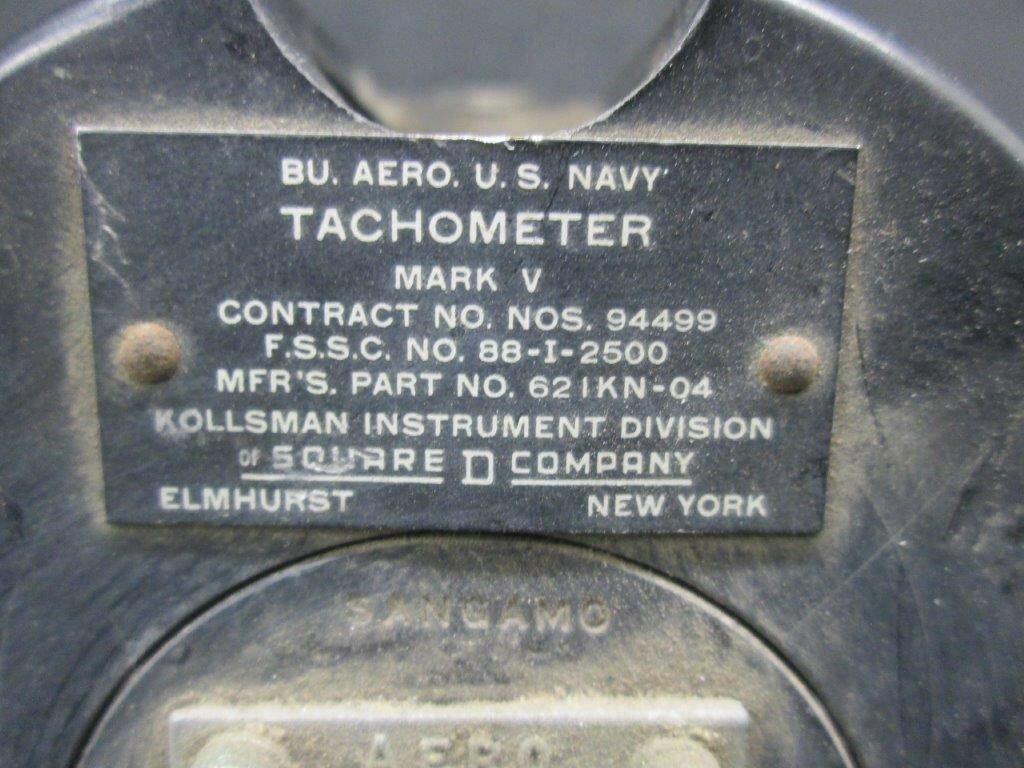 BU. AERO. U. S. NAVY
TACHOMETER
MARK V
CONTRACT NO. NOS. 94499
F.S.S.C. NO. 88-I-2500
MFR'S. PART NO. 621KN-04
KOLLSMAN INSTRUMENT DIVISION
OF SQUARE D COMPANY
ELMHURST NEW YORK
SANGAMO
AERO